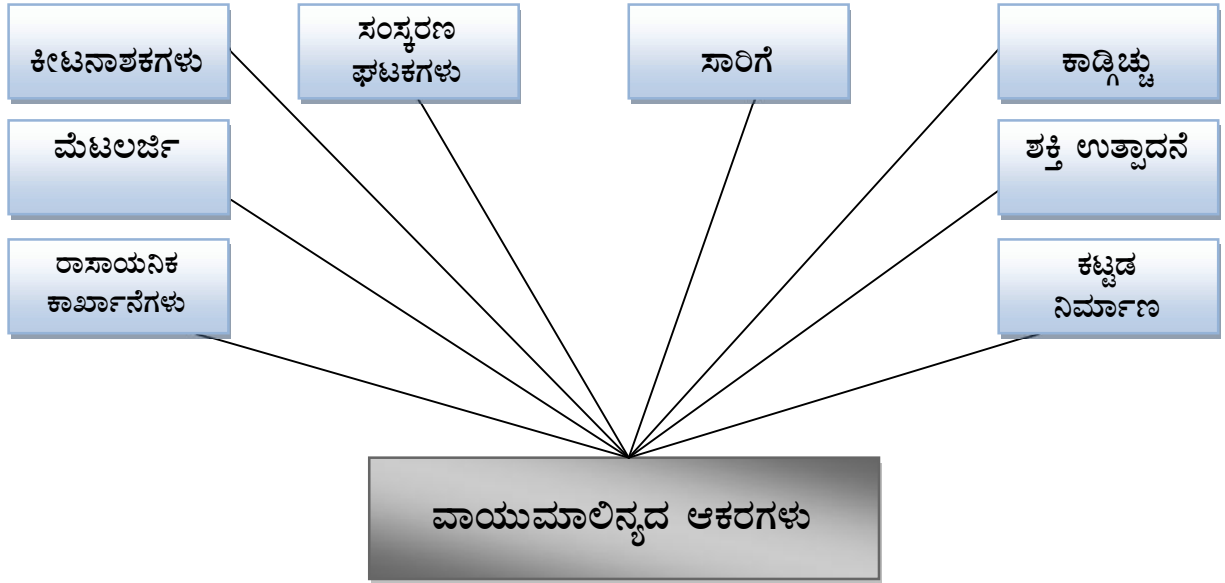 ಕೀಟನಾಶಕಗಳು
ಸಂಸ್ಕರಣ
ಘಟಕಗಳು
ಸಾರಿಗೆ
ಕಾಡ್ಗಿಚ್ಚು
ಮೆಟಲರ್ಜಿ
ಶಕ್ತಿ ಉತ್ಪಾದನೆ
ರಾಸಾಯನಿಕ
ಕಾರ್ಖಾನೆಗಳು
ಕಟ್ಟಡ
ನಿರ್ಮಾಣ
ವಾಯುಮಾಲಿನ್ಯದ ಆಕರಗಳು